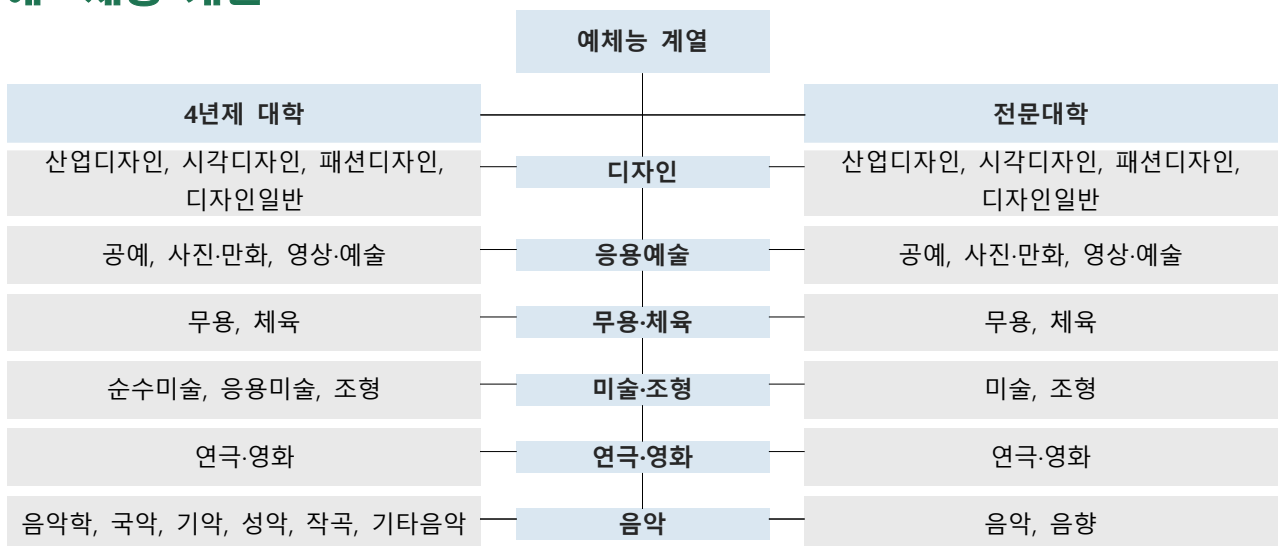 예체능 계열
4년제 대학
전문대학
산업디자인, 시각디자인, 패션디자인,
디자인일반
디자인
산업디자인, 시각디자인, 패션디자인,
디자인일반
공예, 사진·만화, 영상·예술
응용예술
공예, 사진·만화, 영상·예술
무용, 체육
무용·체육
무용, 체육
순수미술, 응용미술, 조형
미술·조형
미술, 조형
연극·영화
연극·영화
연극·영화
음악학, 국악, 기악, 성악, 작곡, 기타음악
음악
음악, 음향